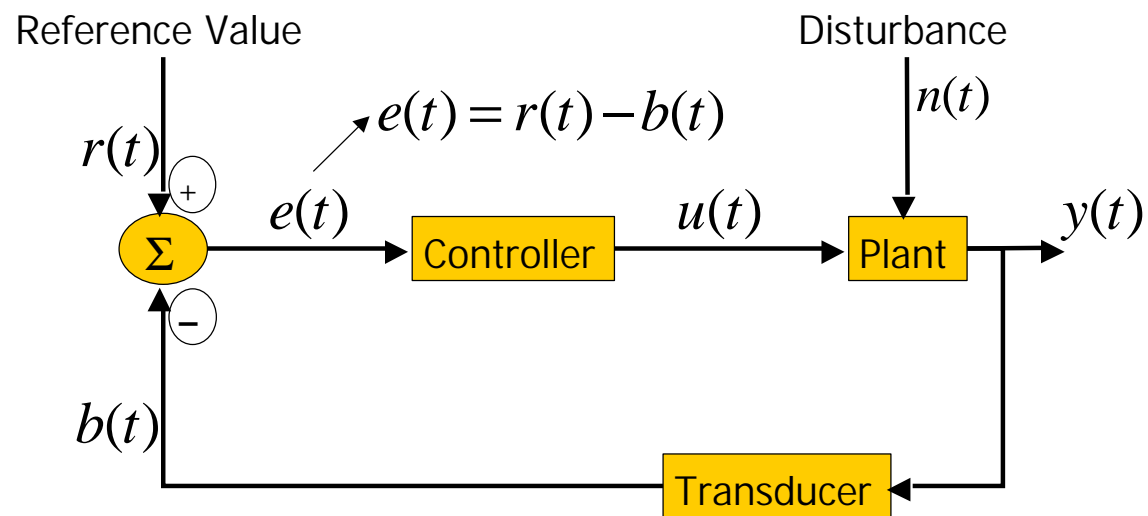 Reference Value
Disturbance
e(t) = r(t) − b(t)
n(t)
r(t)
+
e(t)
u(t)
y(t)
Σ
Controller
Plant
−
b(t)
Transducer